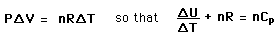 PΔV = nRΔT so that ΔU/ΔT + nR = nCp